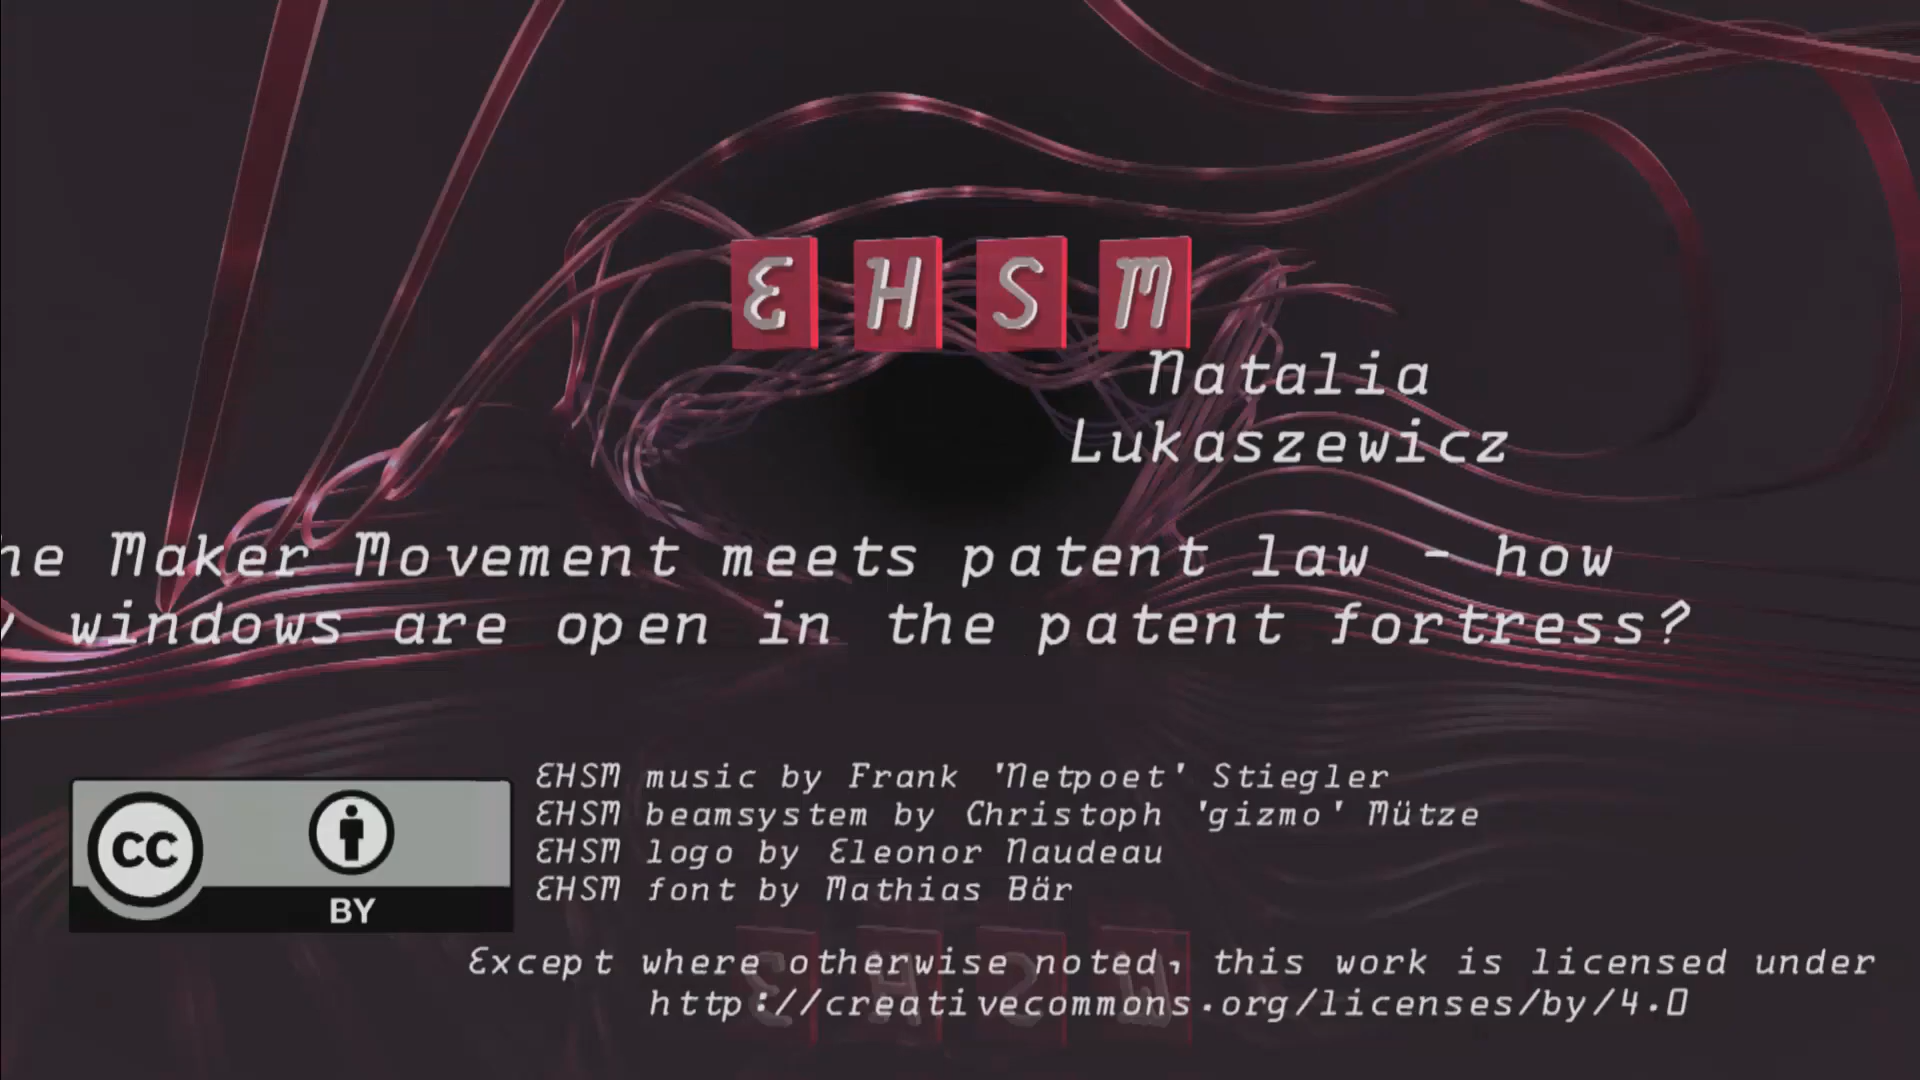 EHSM
Natalia
Lukaszewicz
he Maker Movement meets patent law - how
windows are open in the patent fortress?
EHSM music by Frank 'Netpoet' Stiegler
EHSM beamsystem by Christoph 'gizmo' Mütze
EHSM logo by Eleonor Naudeau
EHSM font by Mathias Bär
cc
BY
Except where otherwise noted, this work is licensed under
http://creativecommons.org/licenses/by/4.0